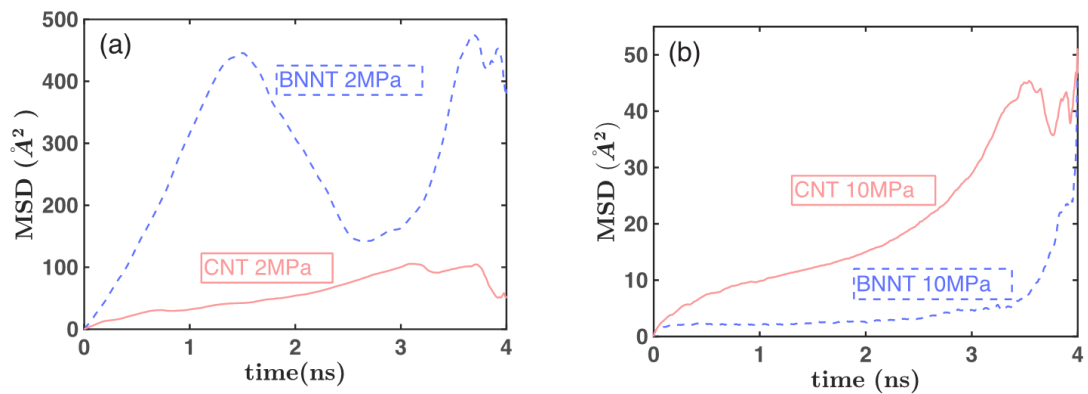 (a)
500
400
300
200
100
0
MSD (Å²)
BNNT 2MPa
CNT 2MPa
0 1 2 3 4
time(ns)
(b)
50
40
30
20
10
0
MSD (Å²)
CNT 10MPa
BNNT 10MPa
0 1 2 3 4
time (ns)